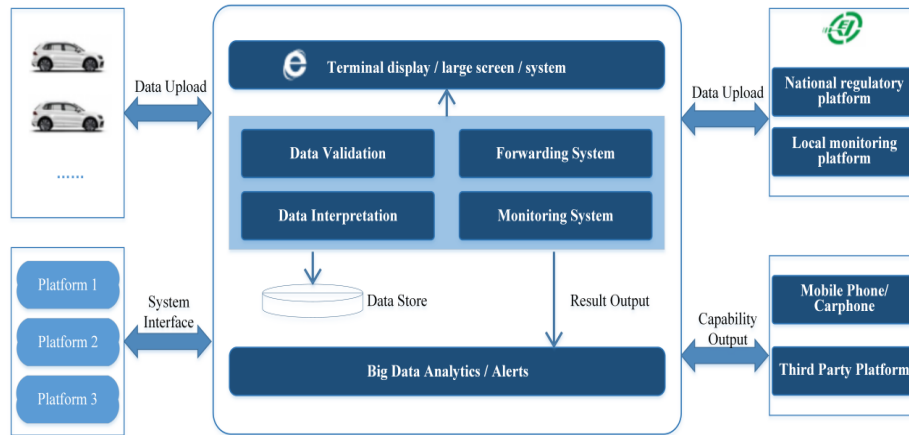 Data Upload
......
Platform 1
Platform 2
Platform 3
System
Interface
Terminal display / large screen / system
Data Validation
Forwarding System
Data Interpretation
Monitoring System
Data Store
Result Output
Big Data Analytics / Alerts
Data Upload
National regulatory
platform
Local monitoring
platform
Capability
Output
Mobile Phone/
Carphone
Third Party Platform